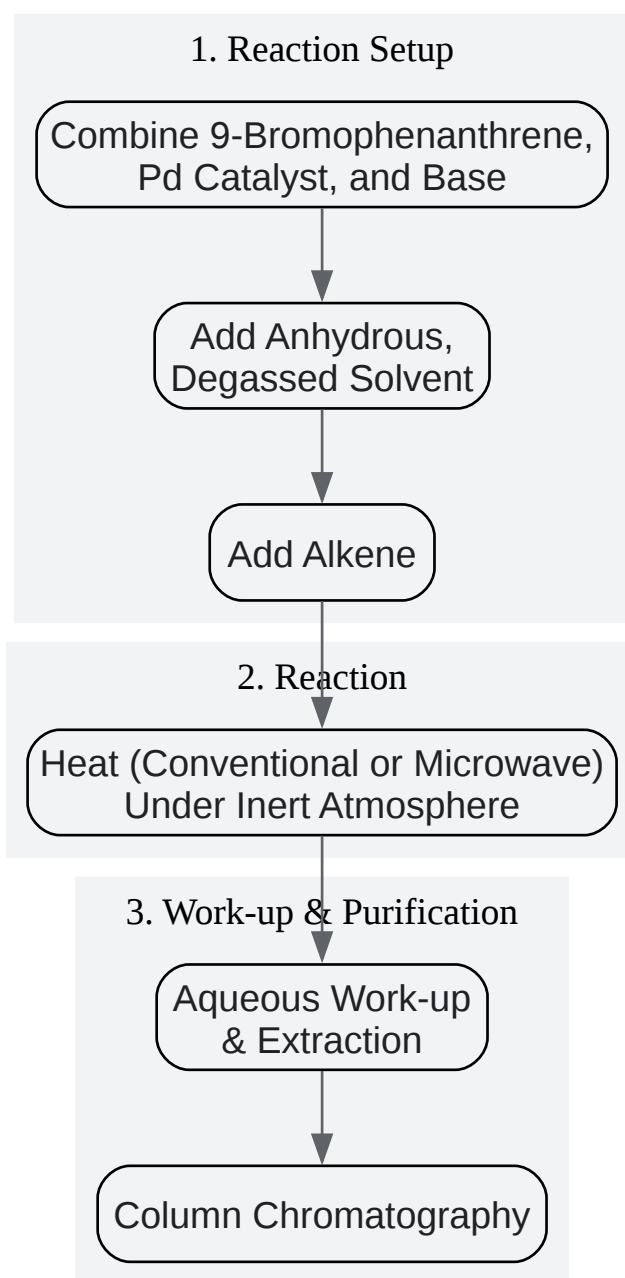 1. Reaction Setup
Combine 9-Bromophenanthrene,
Pd Catalyst, and Base
Add Anhydrous,
Degassed Solvent
Add Alkene
2. Reaction
Heat (Conventional or Microwave)
Under Inert Atmosphere
3. Work-up & Purification
Aqueous Work-up
& Extraction
Column Chromatography